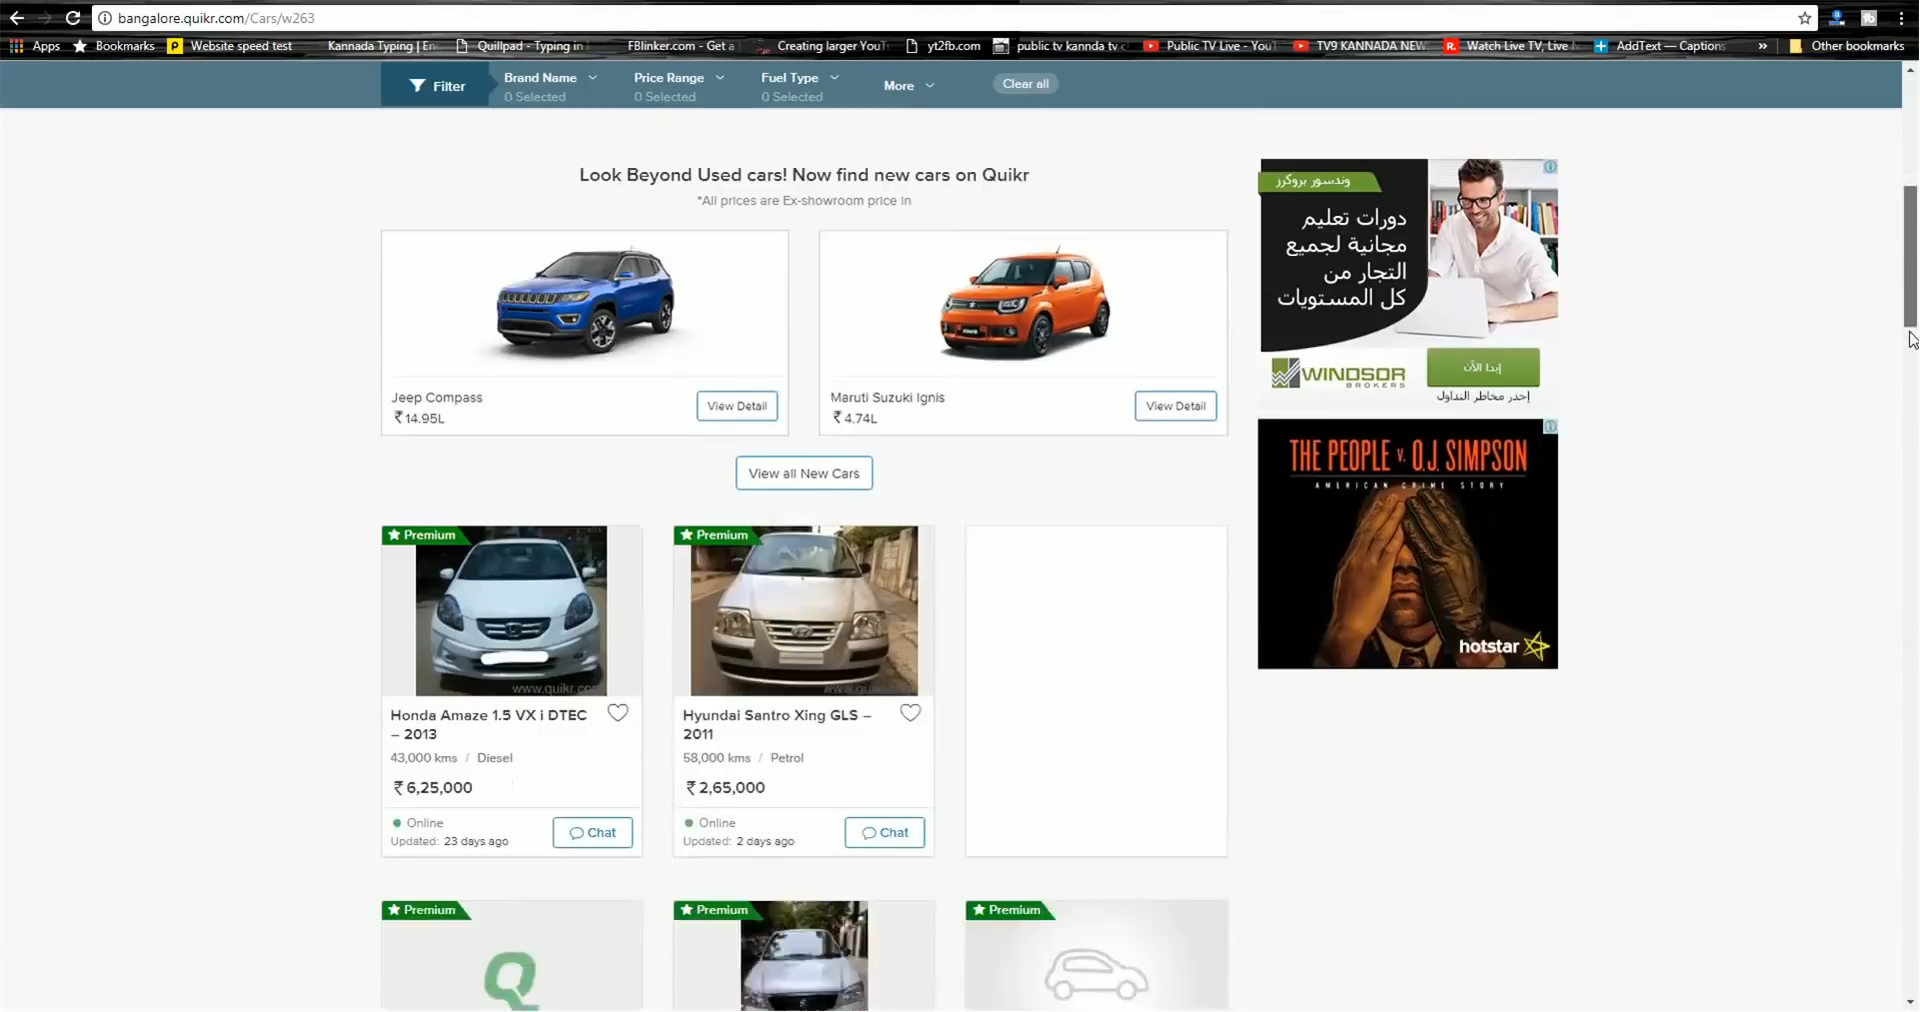 bangalore.quikr.com/Cars/w263
Apps
Bookmarks
Website speed test
Kannada Typing | En
Quillpad - Typing in
FBlinker.com - Get a
Creating larger YouT
yt2fb.com
public tv kannda tv
Public TV Live - YouT
TV9 KANNADA NEW
Watch Live TV, Live
AddText — Captions
»
Other bookmarks
Filter
Brand Name
0 Selected
Price Range
0 Selected
Fuel Type
0 Selected
More
Clear all
Look Beyond Used cars! Now find new cars on Quikr
*All prices are Ex-showroom price in
Jeep Compass
₹ 14.95L
View Detail
Maruti Suzuki Ignis
₹ 4.74L
View Detail
View all New Cars
وندسور بروكرز
دورات تعليم
مجانية لجميع
التجار من
كل المستويات
WINDSOR
BROKERS
إبدا الآن
إحدر مخاطر التداول
THE PEOPLE v. O.J. SIMPSON
AMERICAN CRIME STORY
hotstar
Premium
www.quikr.com
Honda Amaze 1.5 VX i DTEC
– 2013
43,000 kms / Diesel
₹ 6,25,000
Online
Updated: 23 days ago
Chat
Premium
Hyundai Santro Xing GLS –
2011
58,000 kms / Petrol
₹ 2,65,000
Online
Updated: 2 days ago
Chat
Premium
Q
Premium
Premium